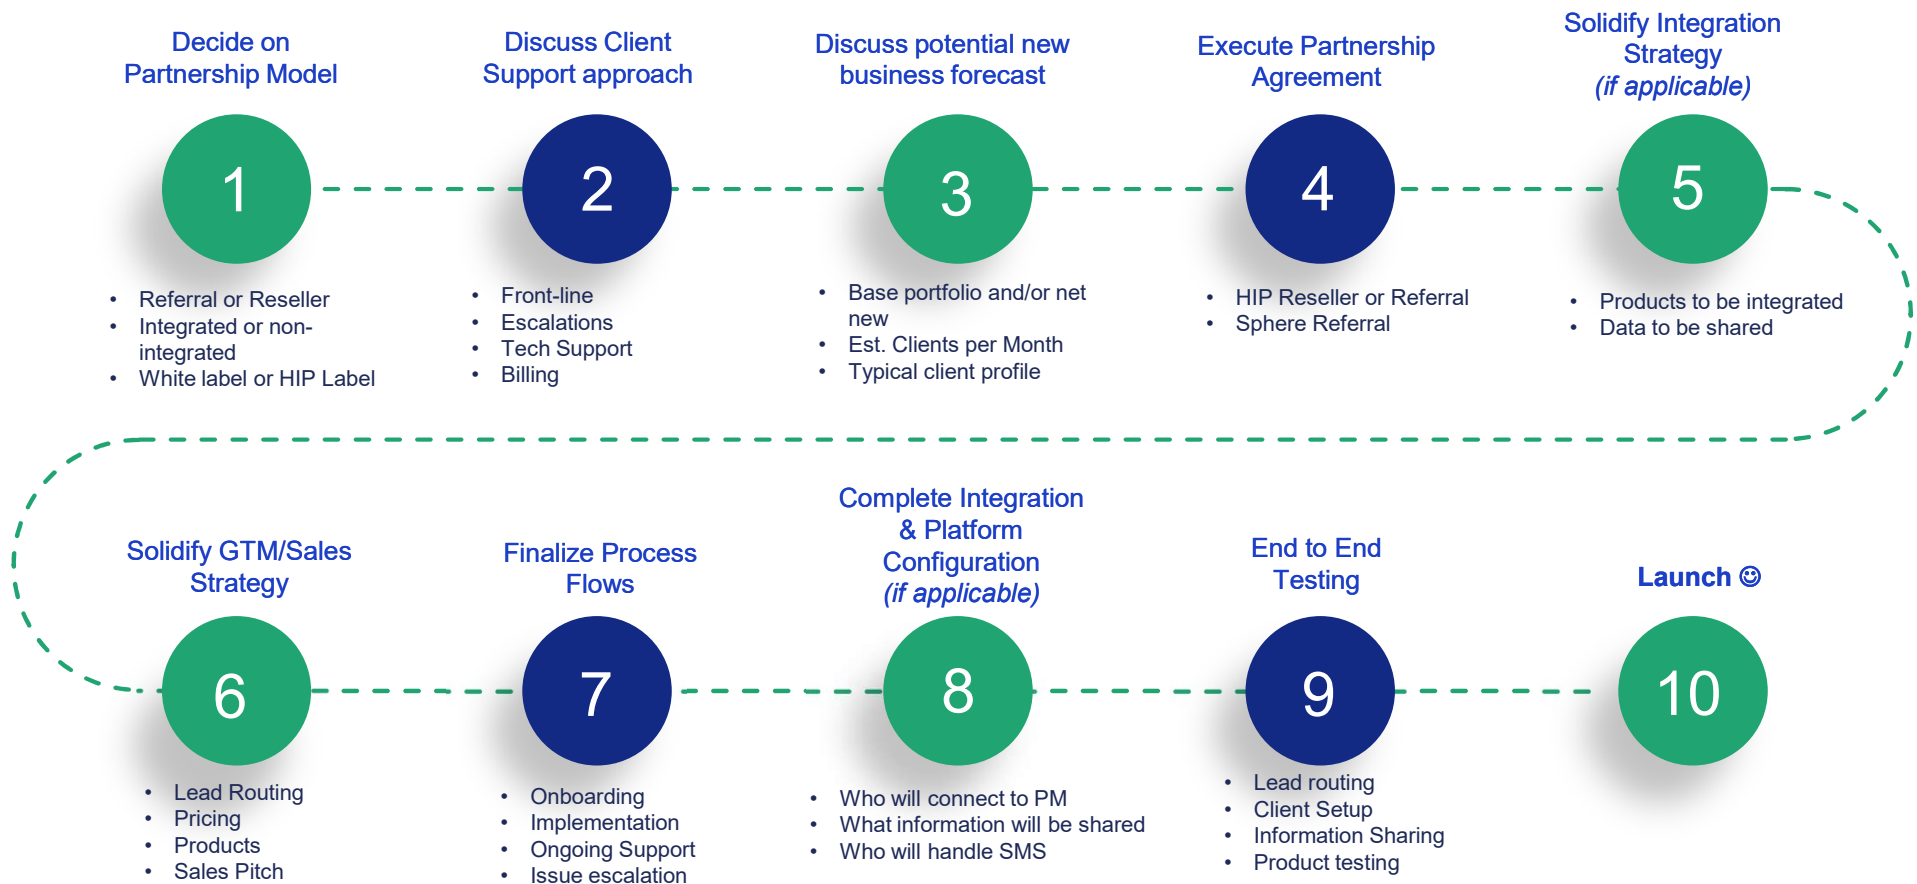 Decide on
Partnership Model
1
• Referral or Reseller
• Integrated or non-
integrated
• White label or HIP Label
Discuss Client
Support approach
2
• Front-line
• Escalations
• Tech Support
• Billing
Discuss potential new
business forecast
3
• Base portfolio and/or net
new
• Est. Clients per Month
• Typical client profile
Execute Partnership
Agreement
4
• HIP Reseller or Referral
• Sphere Referral
Solidify Integration
Strategy
(if applicable)
5
• Products to be integrated
• Data to be shared
Solidify GTM/Sales
Strategy
6
• Lead Routing
• Pricing
• Products
• Sales Pitch
Finalize Process
Flows
7
• Onboarding
• Implementation
• Ongoing Support
• Issue escalation
Complete Integration
& Platform
Configuration
(if applicable)
8
• Who will connect to PM
• What information will be shared
• Who will handle SMS
End to End
Testing
9
• Lead routing
• Client Setup
• Information Sharing
• Product testing
Launch ☺
10